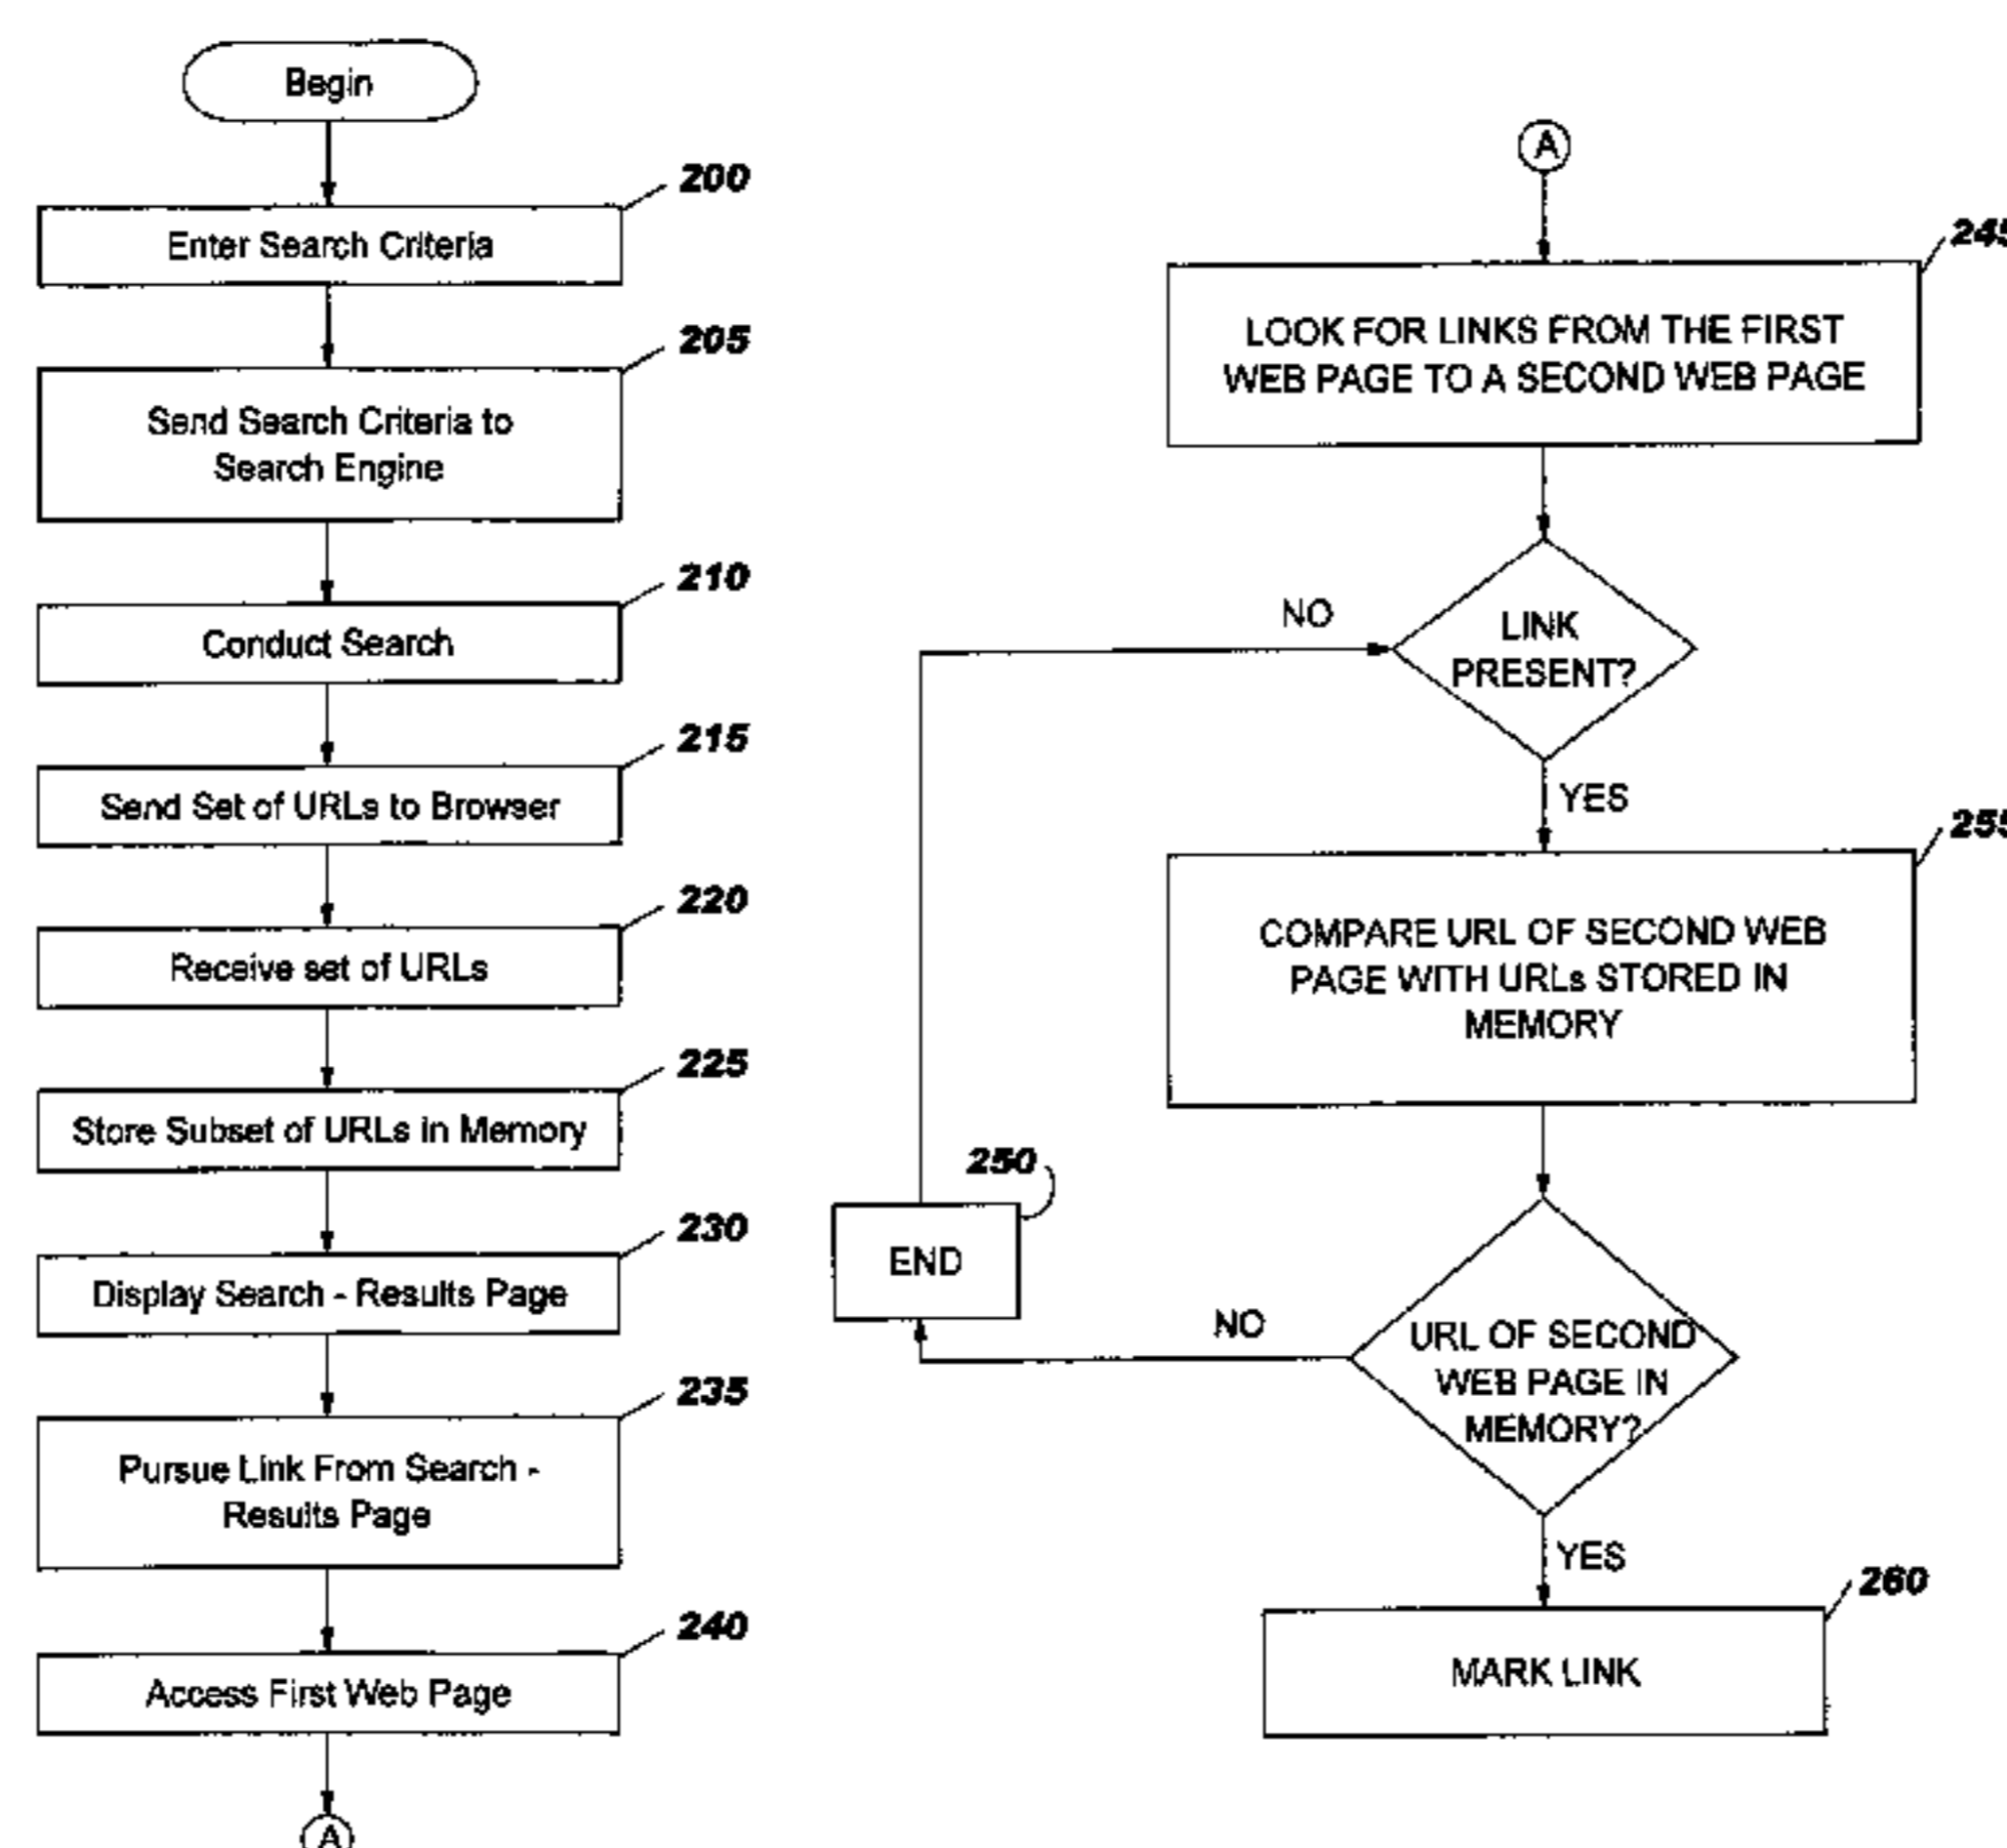 Begin
200
Enter Search Criteria
205
Send Search Criteria to
Search Engine
210
Conduct Search
215
Send Set of URLs to Browser
220
Receive set of URLs
225
Store Subset of URLs in Memory
230
Display Search - Results Page
235
Pursue Link From Search -
Results Page
240
Access First Web Page
A
A
245
LOOK FOR LINKS FROM THE FIRST
WEB PAGE TO A SECOND WEB PAGE
NO
LINK
PRESENT?
YES
255
COMPARE URL OF SECOND WEB
PAGE WITH URLs STORED IN
MEMORY
250
END
NO
URL OF SECOND
WEB PAGE IN
MEMORY?
YES
260
MARK LINK